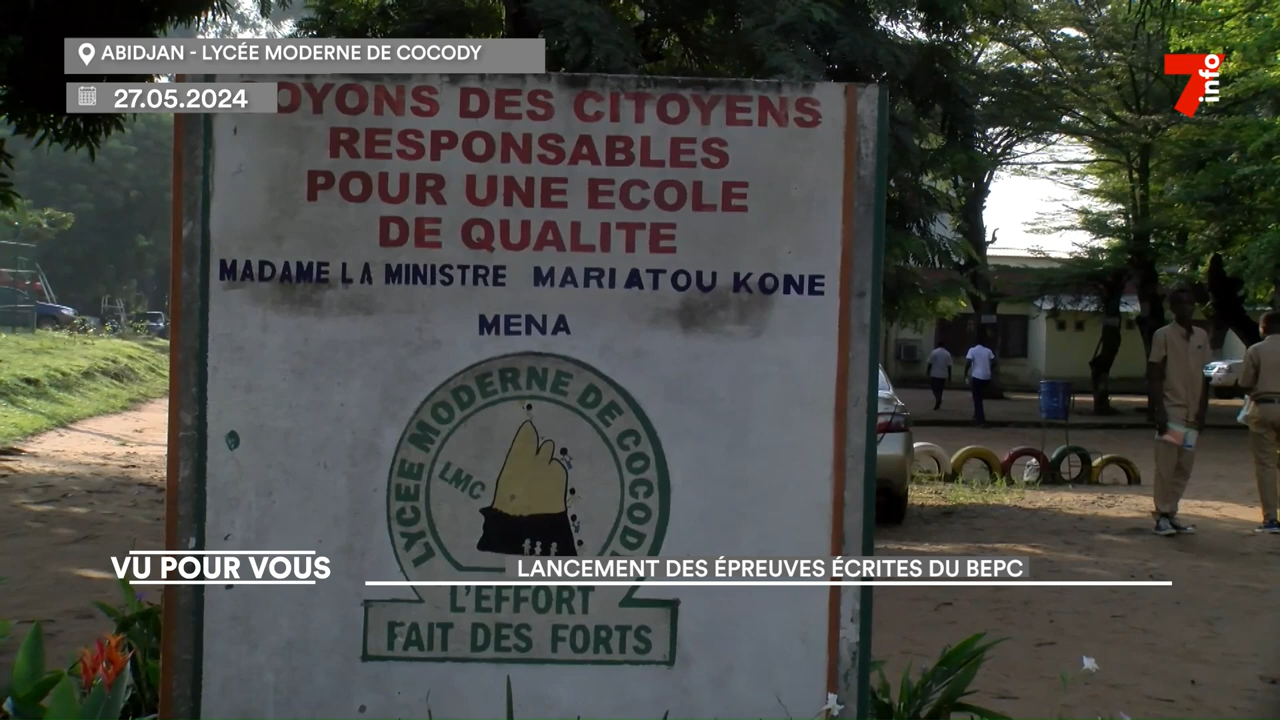 ABIDJAN - LYCÉE MODERNE DE COCODY
27.05.2024
7info
OYONS DES CITOYENS
RESPONSABLES
POUR UNE ECOLE
DE QUALITE
MADAME LA MINISTRE MARIATOU KONE
MENA
LYCEE MODERNE DE COCODY
LMC
VU POUR VOUS
LANCEMENT DES ÉPREUVES ÉCRITES DU BEPC
L'EFFORT
FAIT DES FORTS